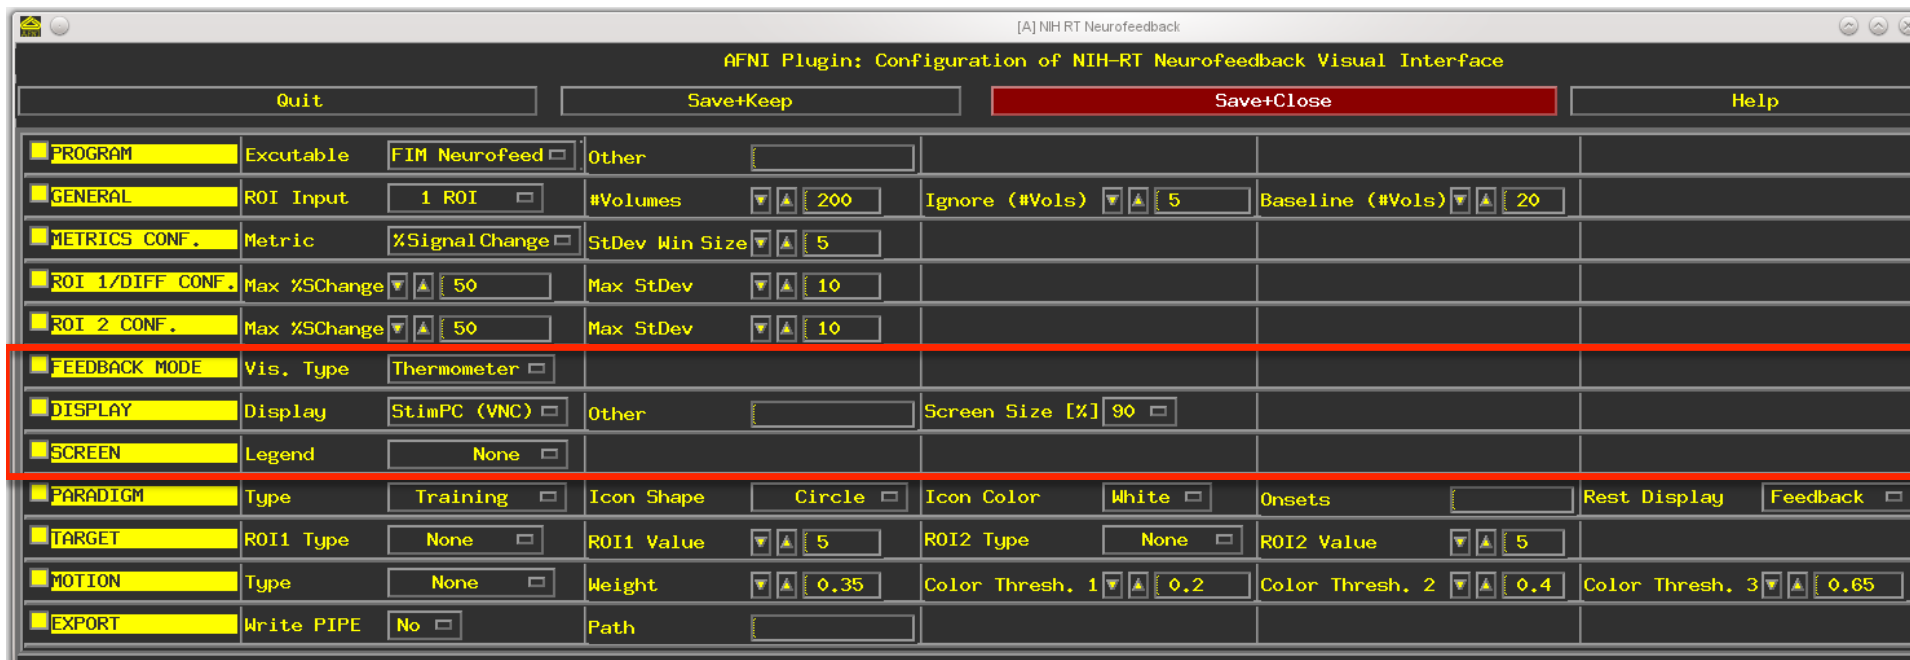 AFNI
[A] NIH RT Neurofeedback
AFNI Plugin: Configuration of NIH-RT Neurofeedback Visual Interface
Quit Save+Keep Save+Close Help
PROGRAM Excutable FIM Neurofeed Other
GENERAL ROI Input 1 ROI #Volumes 200 Ignore (#Vols) 5 Baseline (#Vols) 20
METRICS CONF. Metric %SignalChange StDev Win Size 5
ROI 1/DIFF CONF. Max %SChange 50 Max StDev 10
ROI 2 CONF. Max %SChange 50 Max StDev 10
FEEDBACK MODE Vis. Type Thermometer
DISPLAY Display StimPC (VNC) Other Screen Size [%] 90
SCREEN Legend None
PARADIGM Type Training Icon Shape Circle Icon Color White Onsets Rest Display Feedback
TARGET ROI1 Type None ROI1 Value 5 ROI2 Type None ROI2 Value 5
MOTION Type None Weight 0.35 Color Thresh. 1 0.2 Color Thresh. 2 0.4 Color Thresh. 3 0.65
EXPORT Write PIPE No Path